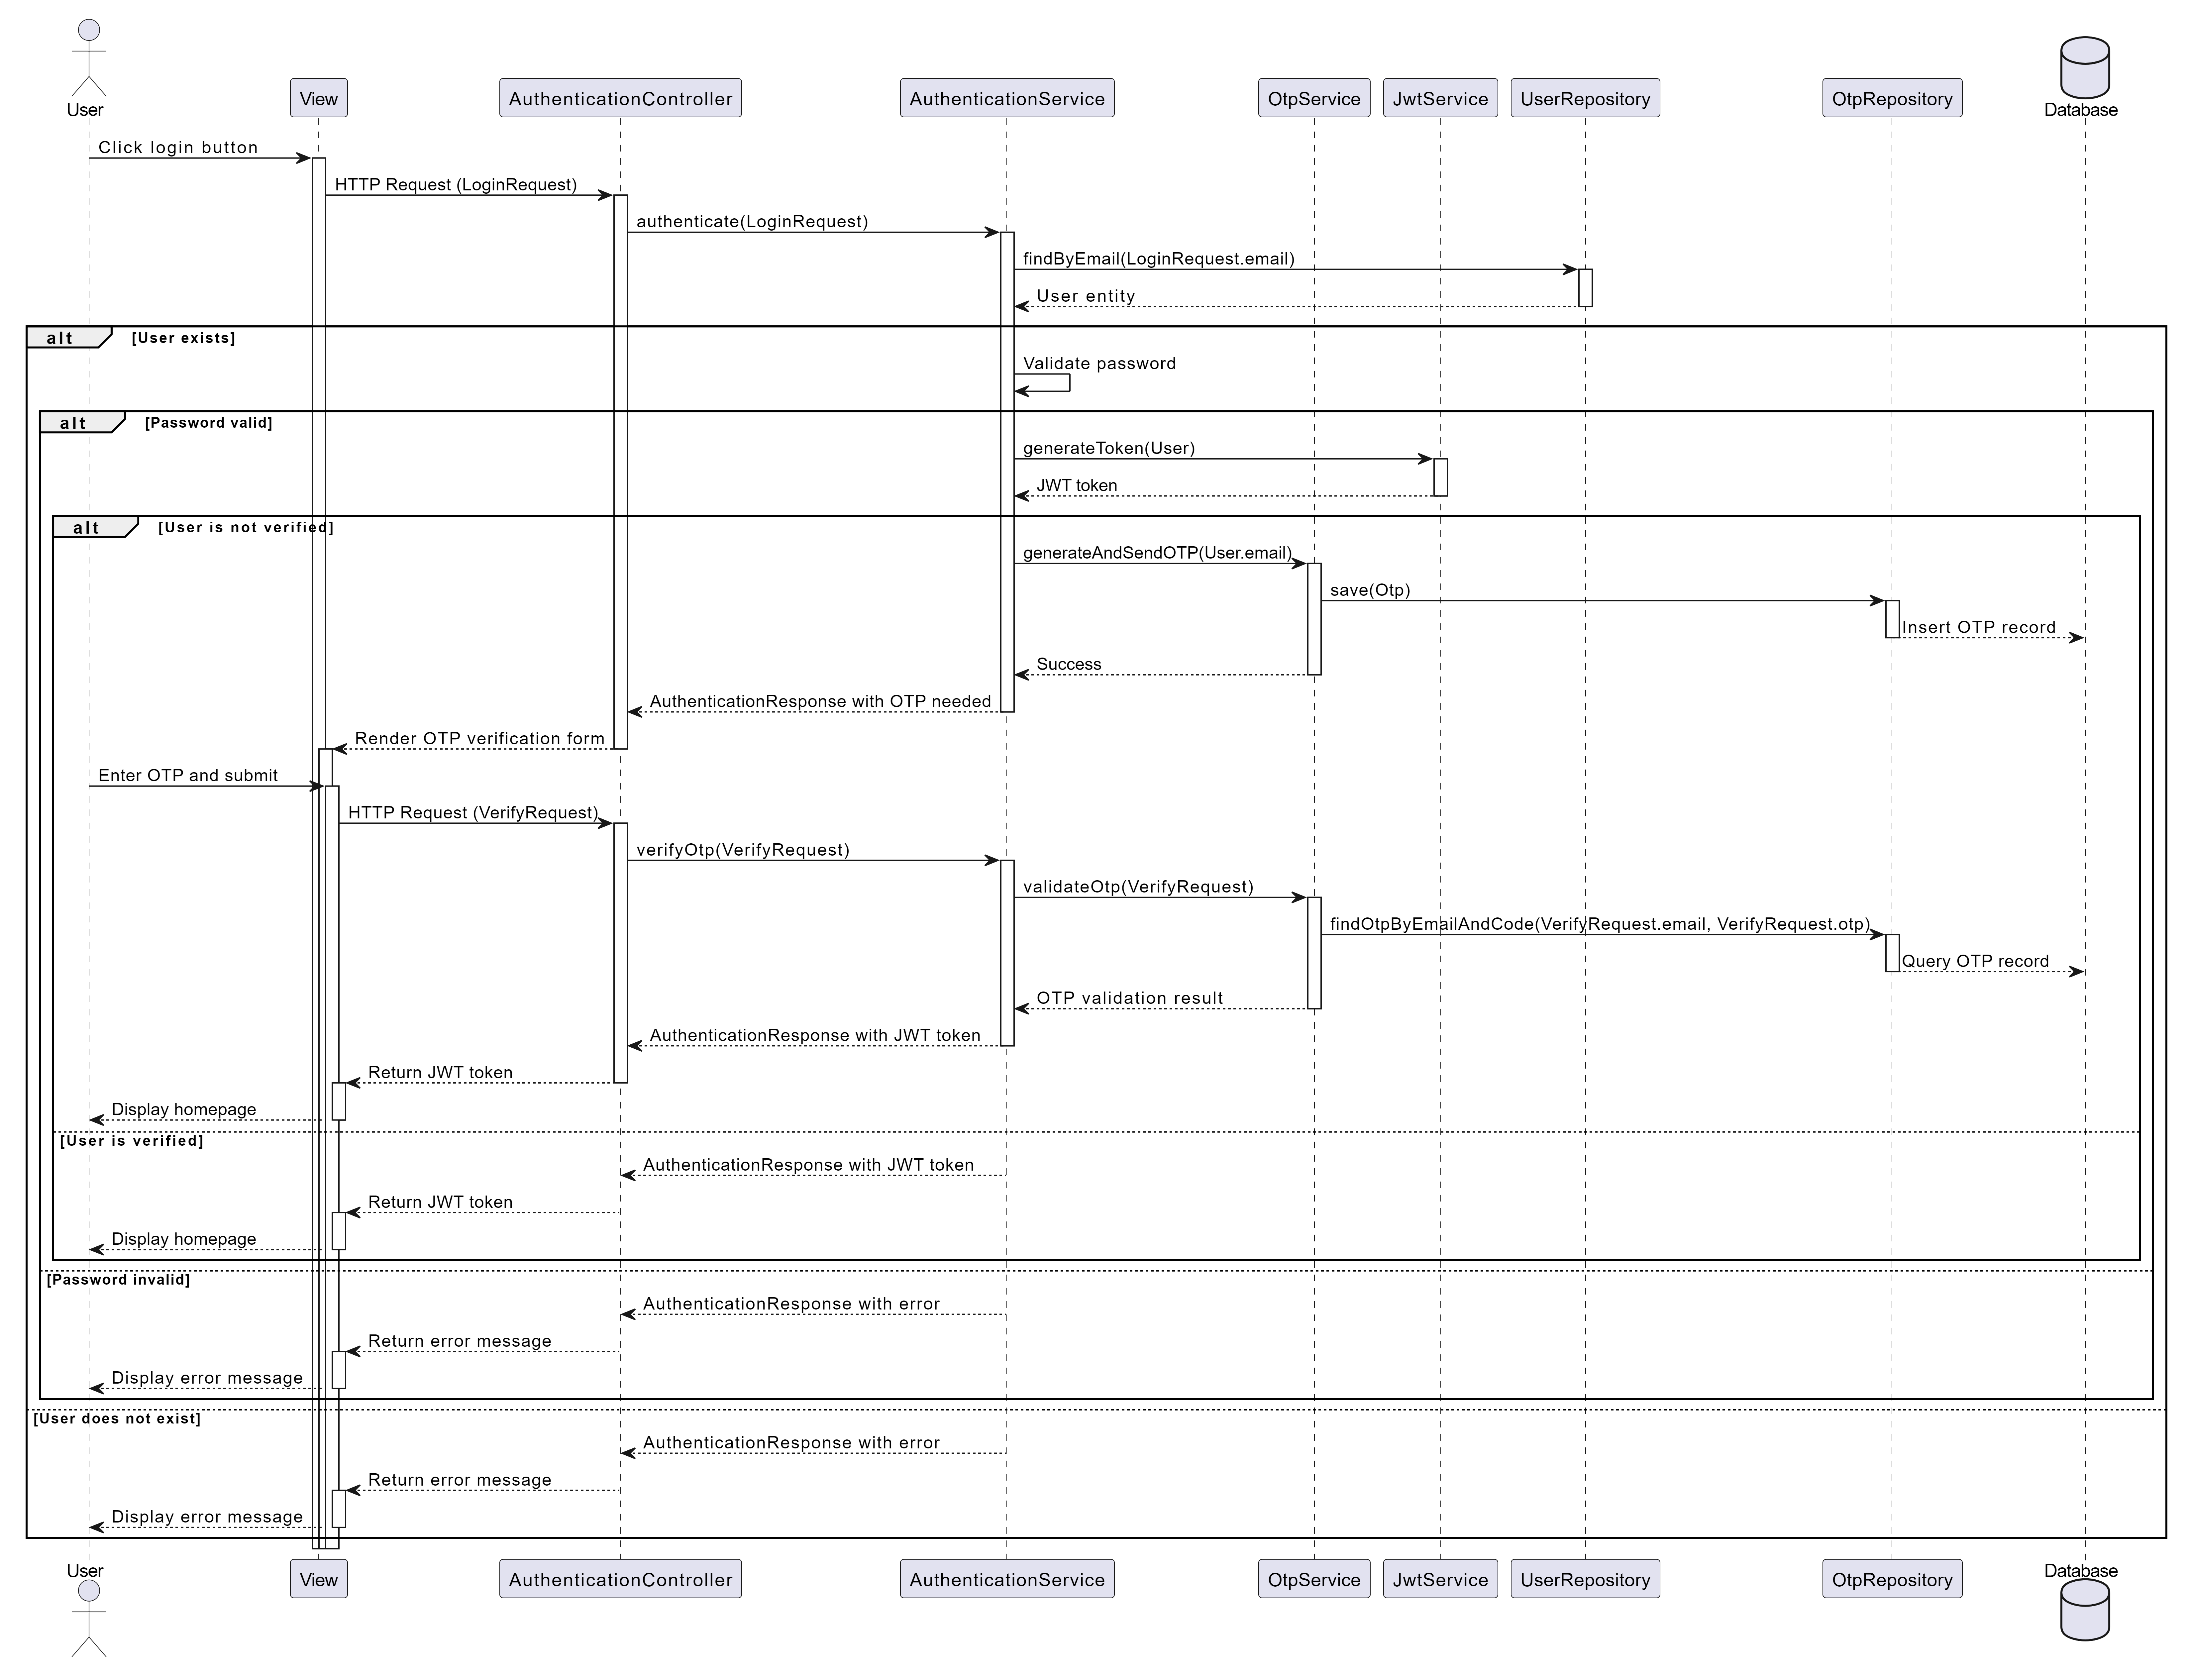 User
View
AuthenticationController
AuthenticationService
OtpService
JwtService
UserRepository
OtpRepository
Database
Click login button
HTTP Request (LoginRequest)
authenticate(LoginRequest)
findByEmail(LoginRequest.email)
User entity
alt [User exists]
Validate password
alt [Password valid]
generateToken(User)
JWT token
alt [User is not verified]
generateAndSendOTP(User.email)
save(Otp)
Insert OTP record
Success
AuthenticationResponse with OTP needed
Render OTP verification form
Enter OTP and submit
HTTP Request (VerifyRequest)
verifyOtp(VerifyRequest)
validateOtp(VerifyRequest)
findOtpByEmailAndCode(VerifyRequest.email, VerifyRequest.otp)
Query OTP record
OTP validation result
AuthenticationResponse with JWT token
Return JWT token
Display homepage
[User is verified]
AuthenticationResponse with JWT token
Return JWT token
Display homepage
[Password invalid]
AuthenticationResponse with error
Return error message
Display error message
[User does not exist]
AuthenticationResponse with error
Return error message
Display error message
User
View
AuthenticationController
AuthenticationService
OtpService
JwtService
UserRepository
OtpRepository
Database